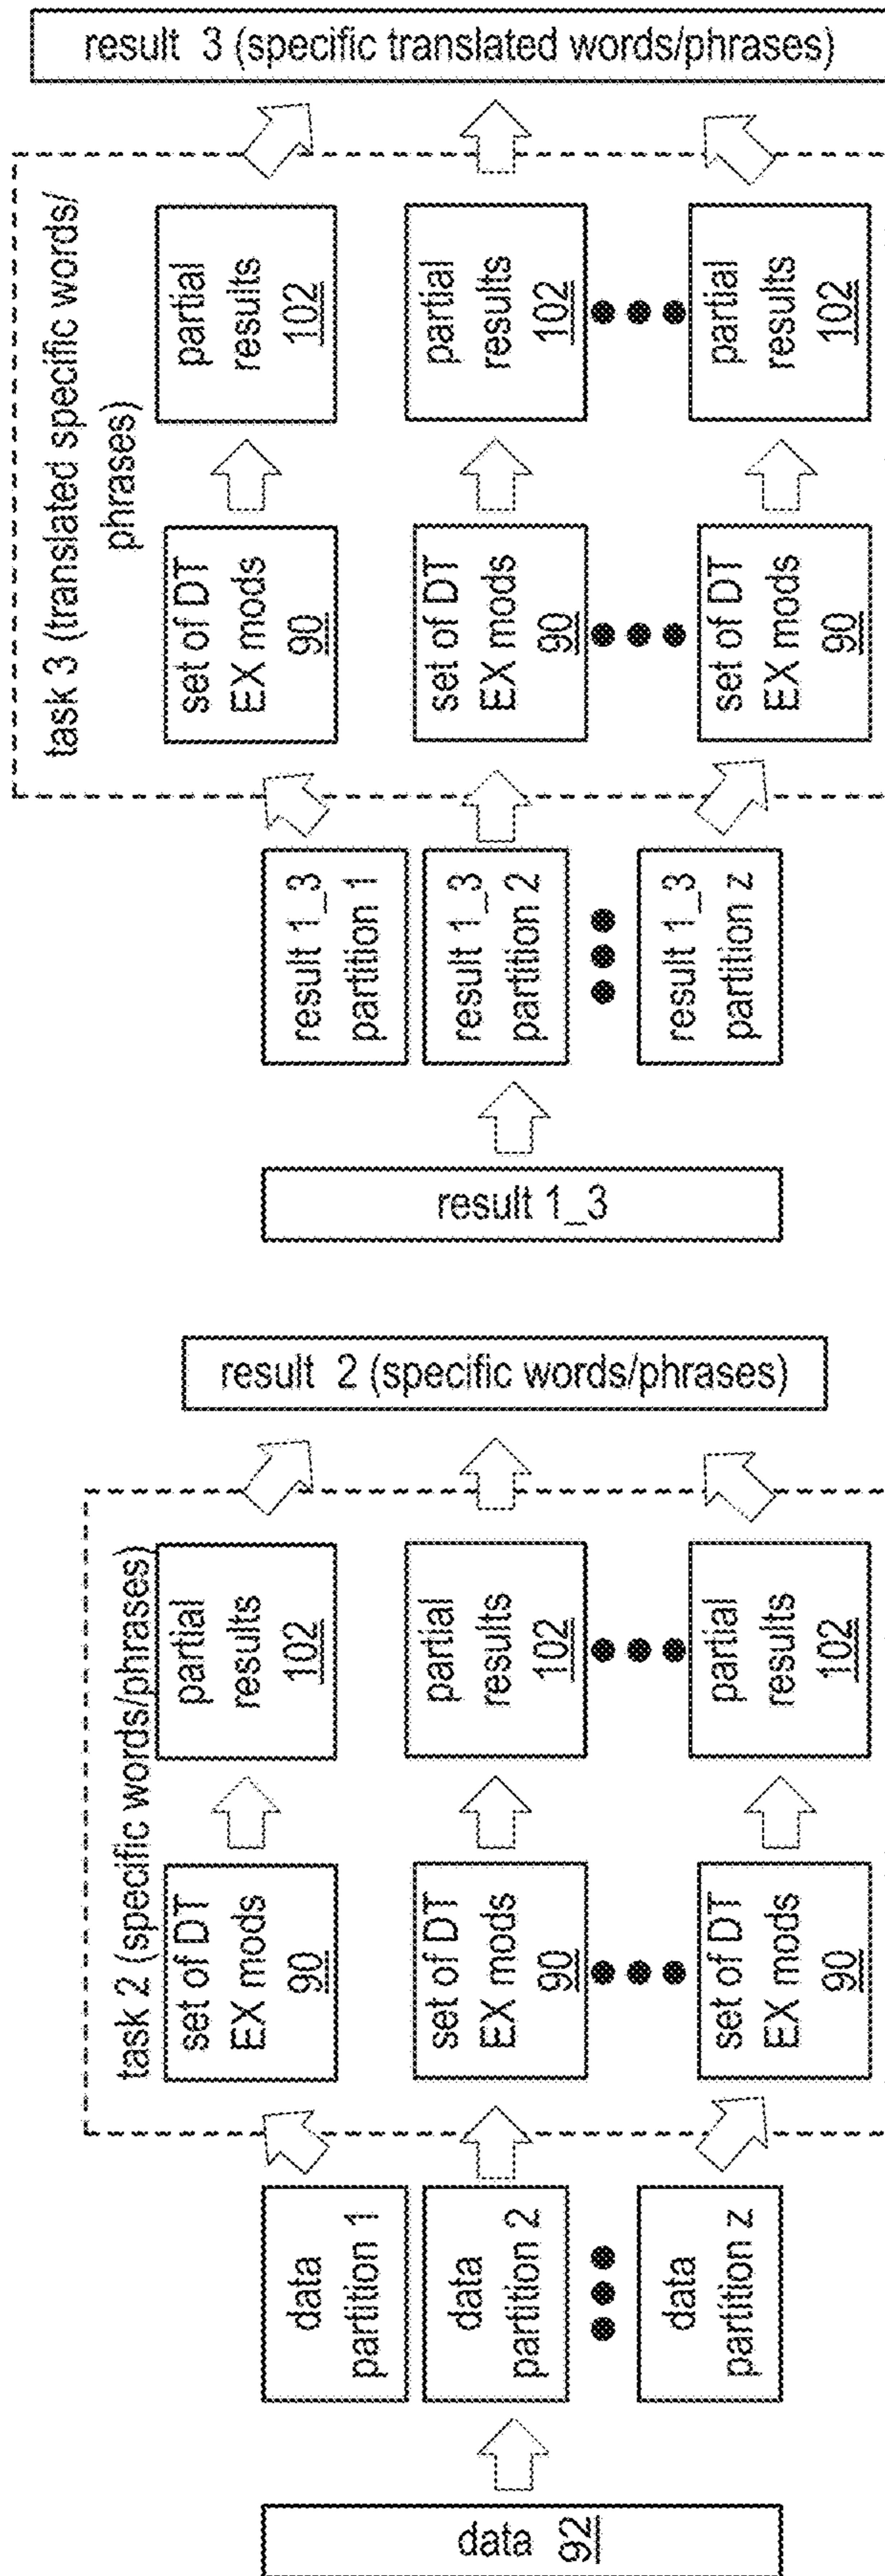 data 92
data
partition 1
data
partition 2
data
partition z
task 2 (specific words/phrases)
set of DT
EX mods
90
set of DT
EX mods
90
set of DT
EX mods
90
partial
results
102
partial
results
102
partial
results
102
result 2 (specific words/phrases)
result 1_3
result 1_3
partition 1
result 1_3
partition 2
result 1_3
partition z
task 3 (translated specific words/
phrases)
set of DT
EX mods
90
set of DT
EX mods
90
set of DT
EX mods
90
partial
results
102
partial
results
102
partial
results
102
result 3 (specific translated words/phrases)